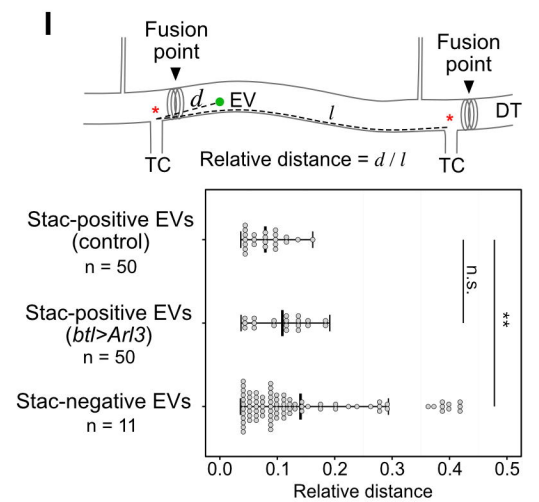 I
Fusion
point
Fusion
point
*
d
EV
l
*
DT
TC
Relative distance = d / l
TC
Stac-positive EVs
(control)
n = 50
Stac-positive EVs
(btl>Arl3)
n = 50
Stac-negative EVs
n = 11
n.s.
**
0.0 0.1 0.2 0.3 0.4 0.5
Relative distance